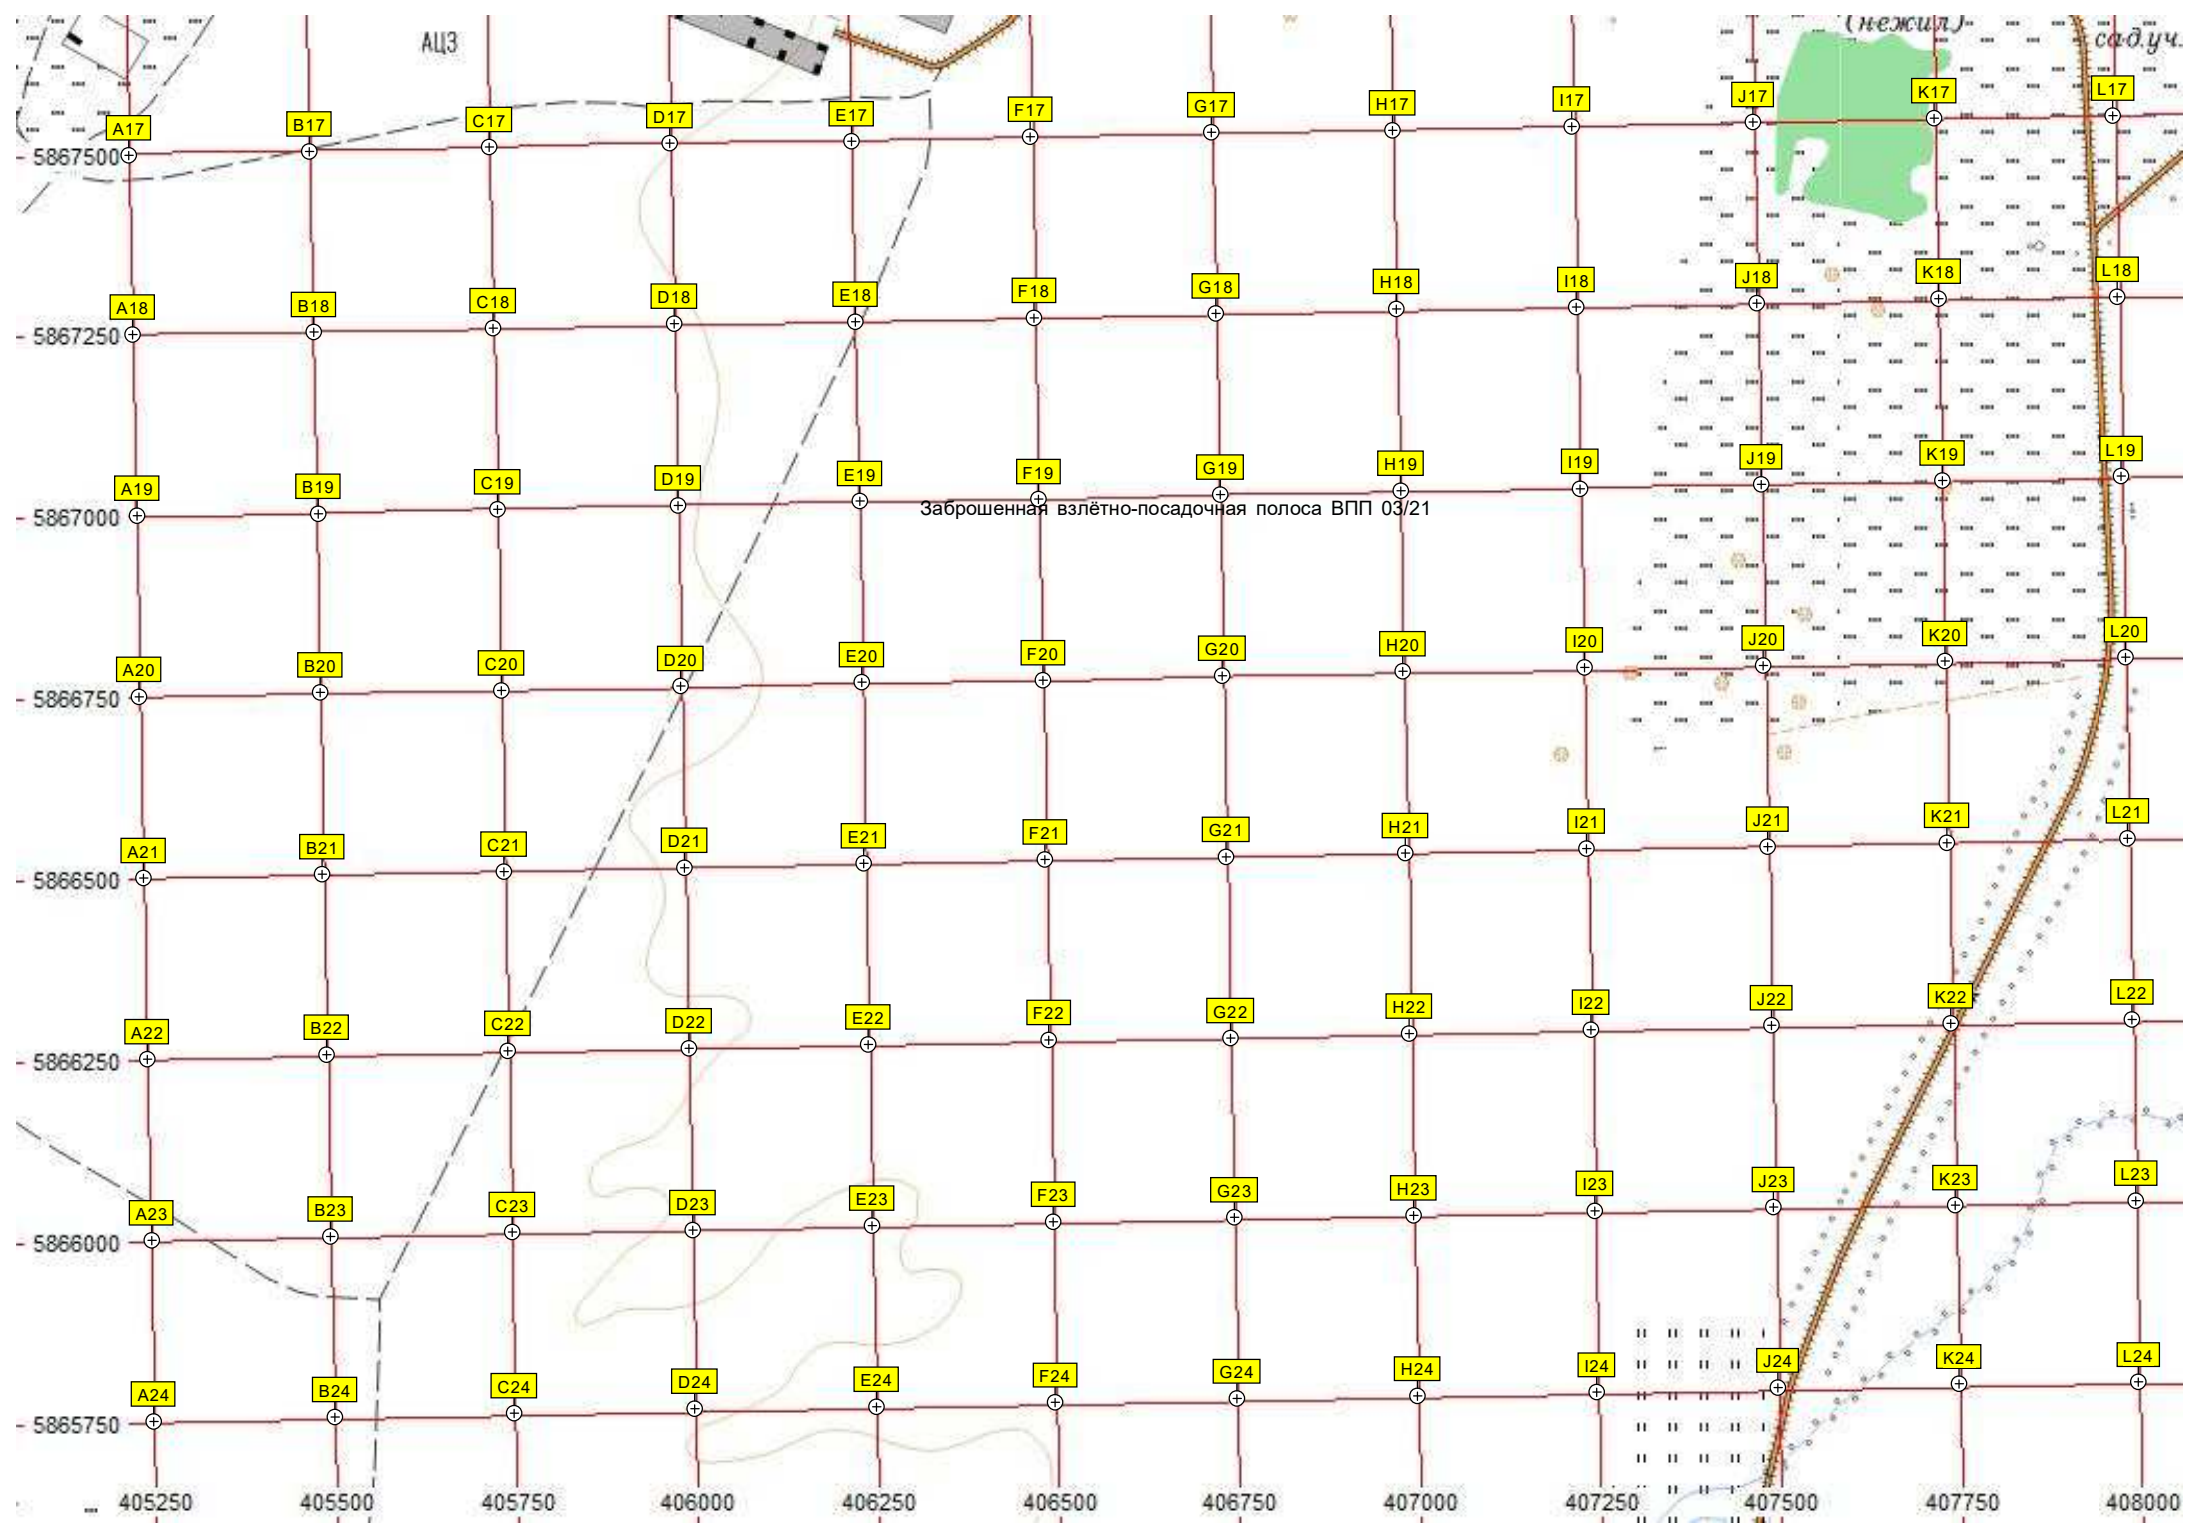 (нежил)
АЦЗ
сад.уч.
A17 B17 C17 D17 E17 F17 G17 H17 I17 J17 K17 L17
5867500
A18 B18 C18 D18 E18 F18 G18 H18 I18 J18 K18 L18
5867250
A19 B19 C19 D19 E19 F19 G19 H19 I19 J19 K19 L19
5867000
Заброшенная взлётно-посадочная полоса ВПП 03/21
A20 B20 C20 D20 E20 F20 G20 H20 I20 J20 K20 L20
5866750
A21 B21 C21 D21 E21 F21 G21 H21 I21 J21 K21 L21
5866500
A22 B22 C22 D22 E22 F22 G22 H22 I22 J22 K22 L22
5866250
A23 B23 C23 D23 E23 F23 G23 H23 I23 J23 K23 L23
5866000
A24 B24 C24 D24 E24 F24 G24 H24 I24 J24 K24 L24
5865750
405250 405500 405750 406000 406250 406500 406750 407000 407250 407500 407750 408000